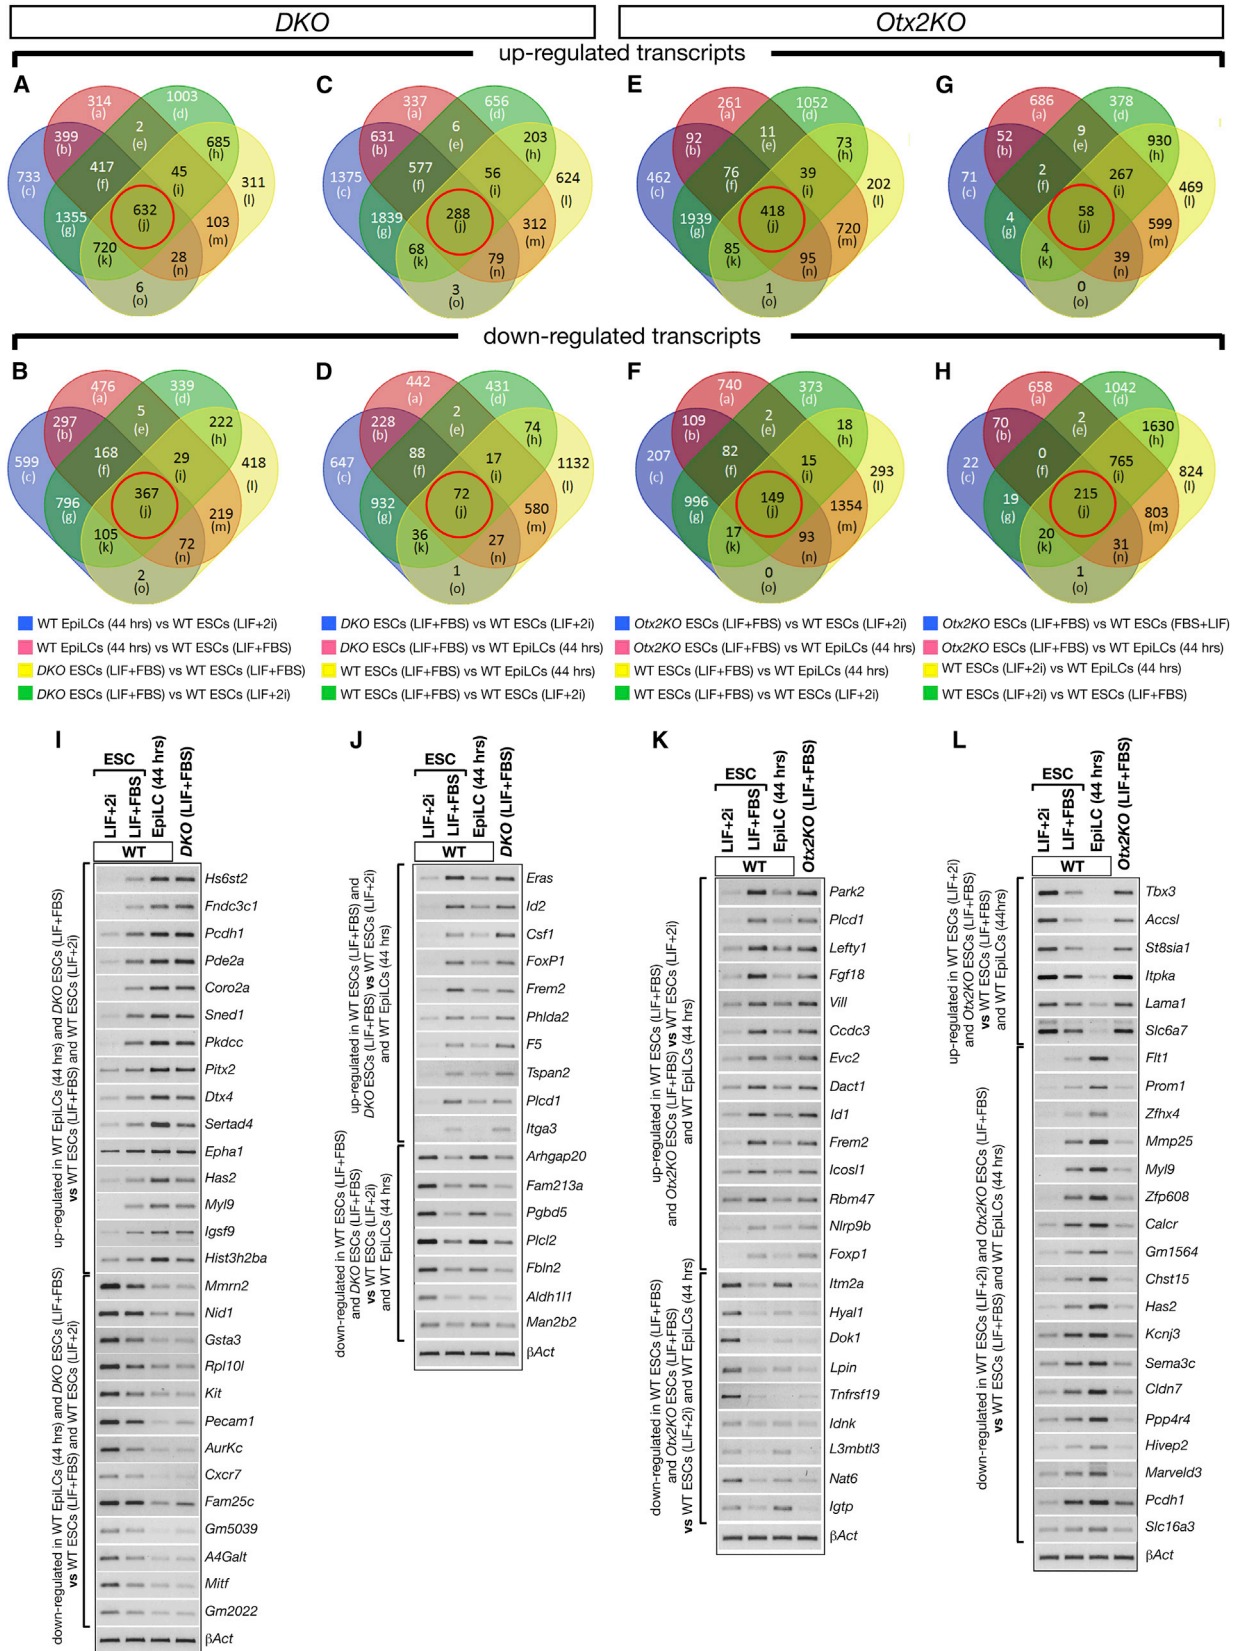 DKO
Otx2KO
up-regulated transcripts
A
314
(a)
1003
(d)
399
(b)
2
(e)
685
(h)
733
(c)
417
(f)
45
(i)
311
(l)
1355
(g)
632
(j)
103
(m)
720
(k)
28
(n)
6
(o)
C
337
(a)
656
(d)
631
(b)
6
(e)
203
(h)
1375
(c)
577
(f)
56
(i)
624
(l)
1839
(g)
288
(j)
312
(m)
68
(k)
79
(n)
3
(o)
E
261
(a)
1052
(d)
92
(b)
11
(e)
73
(h)
462
(c)
76
(f)
39
(i)
202
(l)
1939
(g)
418
(j)
720
(m)
85
(k)
95
(n)
1
(o)
G
686
(a)
378
(d)
52
(b)
9
(e)
930
(h)
71
(c)
2
(f)
267
(i)
469
(l)
4
(g)
58
(j)
599
(m)
4
(k)
39
(n)
0
(o)
down-regulated transcripts
B
476
(a)
339
(d)
297
(b)
5
(e)
222
(h)
599
(c)
168
(f)
29
(i)
418
(l)
796
(g)
367
(j)
219
(m)
105
(k)
72
(n)
2
(o)
D
442
(a)
431
(d)
228
(b)
2
(e)
74
(h)
647
(c)
88
(f)
17
(i)
1132
(l)
932
(g)
72
(j)
580
(m)
36
(k)
27
(n)
1
(o)
F
740
(a)
373
(d)
109
(b)
2
(e)
18
(h)
207
(c)
82
(f)
15
(i)
293
(l)
996
(g)
149
(j)
1354
(m)
17
(k)
93
(n)
0
(o)
H
658
(a)
1042
(d)
70
(b)
2
(e)
1630
(h)
22
(c)
0
(f)
765
(i)
824
(l)
19
(g)
215
(j)
803
(m)
20
(k)
31
(n)
1
(o)
WT EpiLCs (44 hrs) vs WT ESCs (LIF+2i)
WT EpiLCs (44 hrs) vs WT ESCs (LIF+FBS)
DKO ESCs (LIF+FBS) vs WT ESCs (LIF+FBS)
DKO ESCs (LIF+FBS) vs WT ESCs (LIF+2i)
DKO ESCs (LIF+FBS) vs WT ESCs (LIF+2i)
DKO ESCs (LIF+FBS) vs WT EpiLCs (44 hrs)
WT ESCs (LIF+FBS) vs WT EpiLCs (44 hrs)
WT ESCs (LIF+FBS) vs WT ESCs (LIF+2i)
Otx2KO ESCs (LIF+FBS) vs WT ESCs (LIF+2i)
Otx2KO ESCs (LIF+FBS) vs WT EpiLCs (44 hrs)
WT ESCs (LIF+FBS) vs WT EpiLCs (44 hrs)
WT ESCs (LIF+FBS) vs WT ESCs (LIF+2i)
Otx2KO ESCs (LIF+FBS) vs WT ESCs (FBS+LIF)
Otx2KO ESCs (LIF+FBS) vs WT EpiLCs (44 hrs)
WT ESCs (LIF+2i) vs WT EpiLCs (44 hrs)
WT ESCs (LIF+2i) vs WT ESCs (LIF+FBS)
I
ESC
LIF+2i
LIF+FBS
EpiLC (44 hrs)
DKO (LIF+FBS)
WT
up-regulated in WT EpiLCs (44 hrs) and DKO ESCs (LIF+FBS)
vs WT ESCs (LIF+FBS) and WT ESCs (LIF+2i)
Hs6st2
Fndc3c1
Pcdh1
Pde2a
Coro2a
Sned1
Pkdcc
Pitx2
Dtx4
Sertad4
Epha1
Has2
Myl9
Igsf9
Hist3h2ba
down-regulated in WT EpiLCs (44 hrs) and DKO ESCs (LIF+FBS)
vs WT ESCs (LIF+FBS) and WT ESCs (LIF+2i)
Mmrn2
Nid1
Gsta3
Rpl10l
Kit
Pecam1
AurKc
Cxcr7
Fam25c
Gm5039
A4Galt
Mitf
Gm2022
βAct
J
ESC
LIF+2i
LIF+FBS
EpiLC (44 hrs)
DKO (LIF+FBS)
WT
up-regulated in WT ESCs (LIF+FBS) and
DKO ESCs (LIF+FBS) vs WT ESCs (LIF+2i)
and WT EpiLCs (44 hrs)
Eras
Id2
Csf1
FoxP1
Frem2
Phlda2
F5
Tspan2
Plcd1
Itga3
down-regulated in WT ESCs (LIF+FBS)
and DKO ESCs (LIF+FBS)
vs WT ESCs (LIF+2i)
and WT EpiLCs (44 hrs)
Arhgap20
Fam213a
Pgbd5
Plcl2
Fbln2
Aldh1l1
Man2b2
βAct
K
ESC
LIF+2i
LIF+FBS
EpiLC (44 hrs)
Otx2KO (LIF+FBS)
WT
up-regulated in WT ESCs (LIF+FBS)
and Otx2KO ESCs (LIF+FBS) vs WT ESCs (LIF+2i)
and WT EpiLCs (44 hrs)
Park2
Plcd1
Lefty1
Fgf18
Vill
Ccdc3
Evc2
Dact1
Id1
Frem2
Icosl1
Rbm47
Nlrp9b
Foxp1
down-regulated in WT ESCs (LIF+FBS)
and Otx2KO ESCs (LIF+FBS)
vs WT ESCs (LIF+2i) and WT EpiLCs (44 hrs)
Itm2a
Hyal1
Dok1
Lpin
Tnfrsf19
Idnk
L3mbtl3
Nat6
Igtp
βAct
L
ESC
LIF+2i
LIF+FBS
EpiLC (44 hrs)
Otx2KO (LIF+FBS)
WT
up-regulated in WT ESCs (LIF+2i)
and Otx2KO ESCs (LIF+FBS)
vs WT ESCs (LIF+FBS)
and WT EpiLCs (44hrs)
Tbx3
Accsl
St8sia1
Itpka
Lama1
Slc6a7
down-regulated in WT ESCs (LIF+2i) and Otx2KO ESCs (LIF+FBS)
vs WT ESCs (LIF+FBS) and WT EpiLCs (44 hrs)
Flt1
Prom1
Zfhx4
Mmp25
Myl9
Zfp608
Calcr
Gm1564
Chst15
Has2
Kcnj3
Sema3c
Cldn7
Ppp4r4
Hivep2
Marveld3
Pcdh1
Slc16a3
βAct